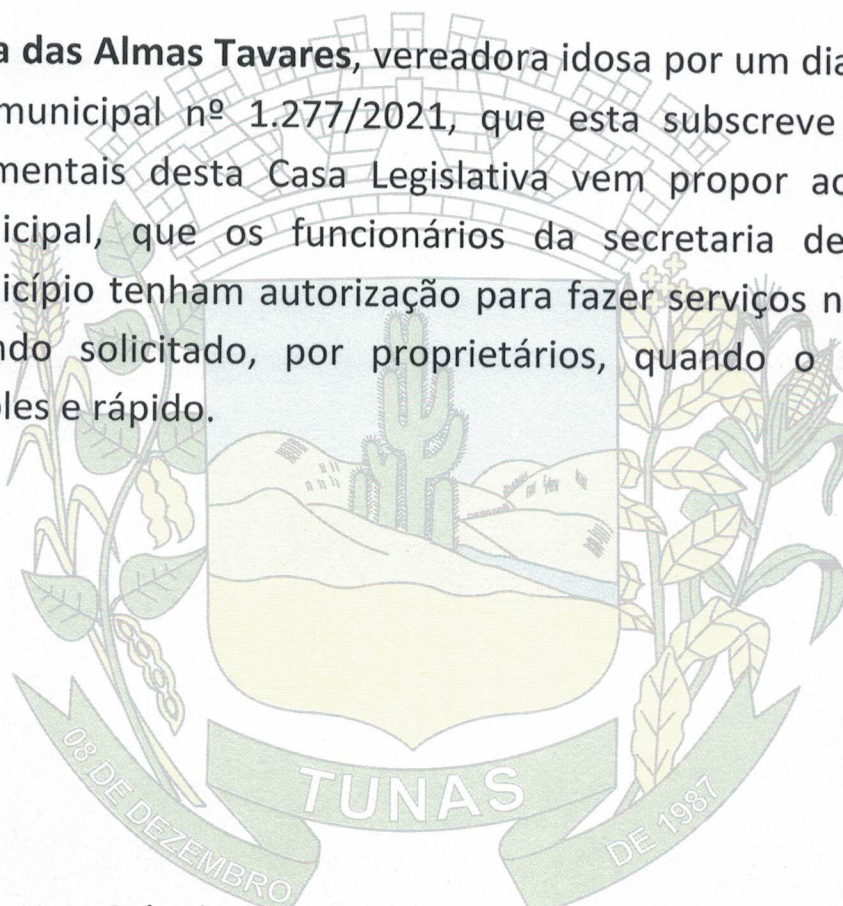 a das Almas Tavares, vereadora idosa por um dia
municipal nº 1.277/2021, que esta subscreve
mentais desta Casa Legislativa vem propor ao
icipal, que os funcionários da secretaria de
icípio tenham autorização para fazer serviços n
ndo solicitado, por proprietários, quando o
les e rápido.
TUNAS
08 DE DEZEMBRO
DE 1987